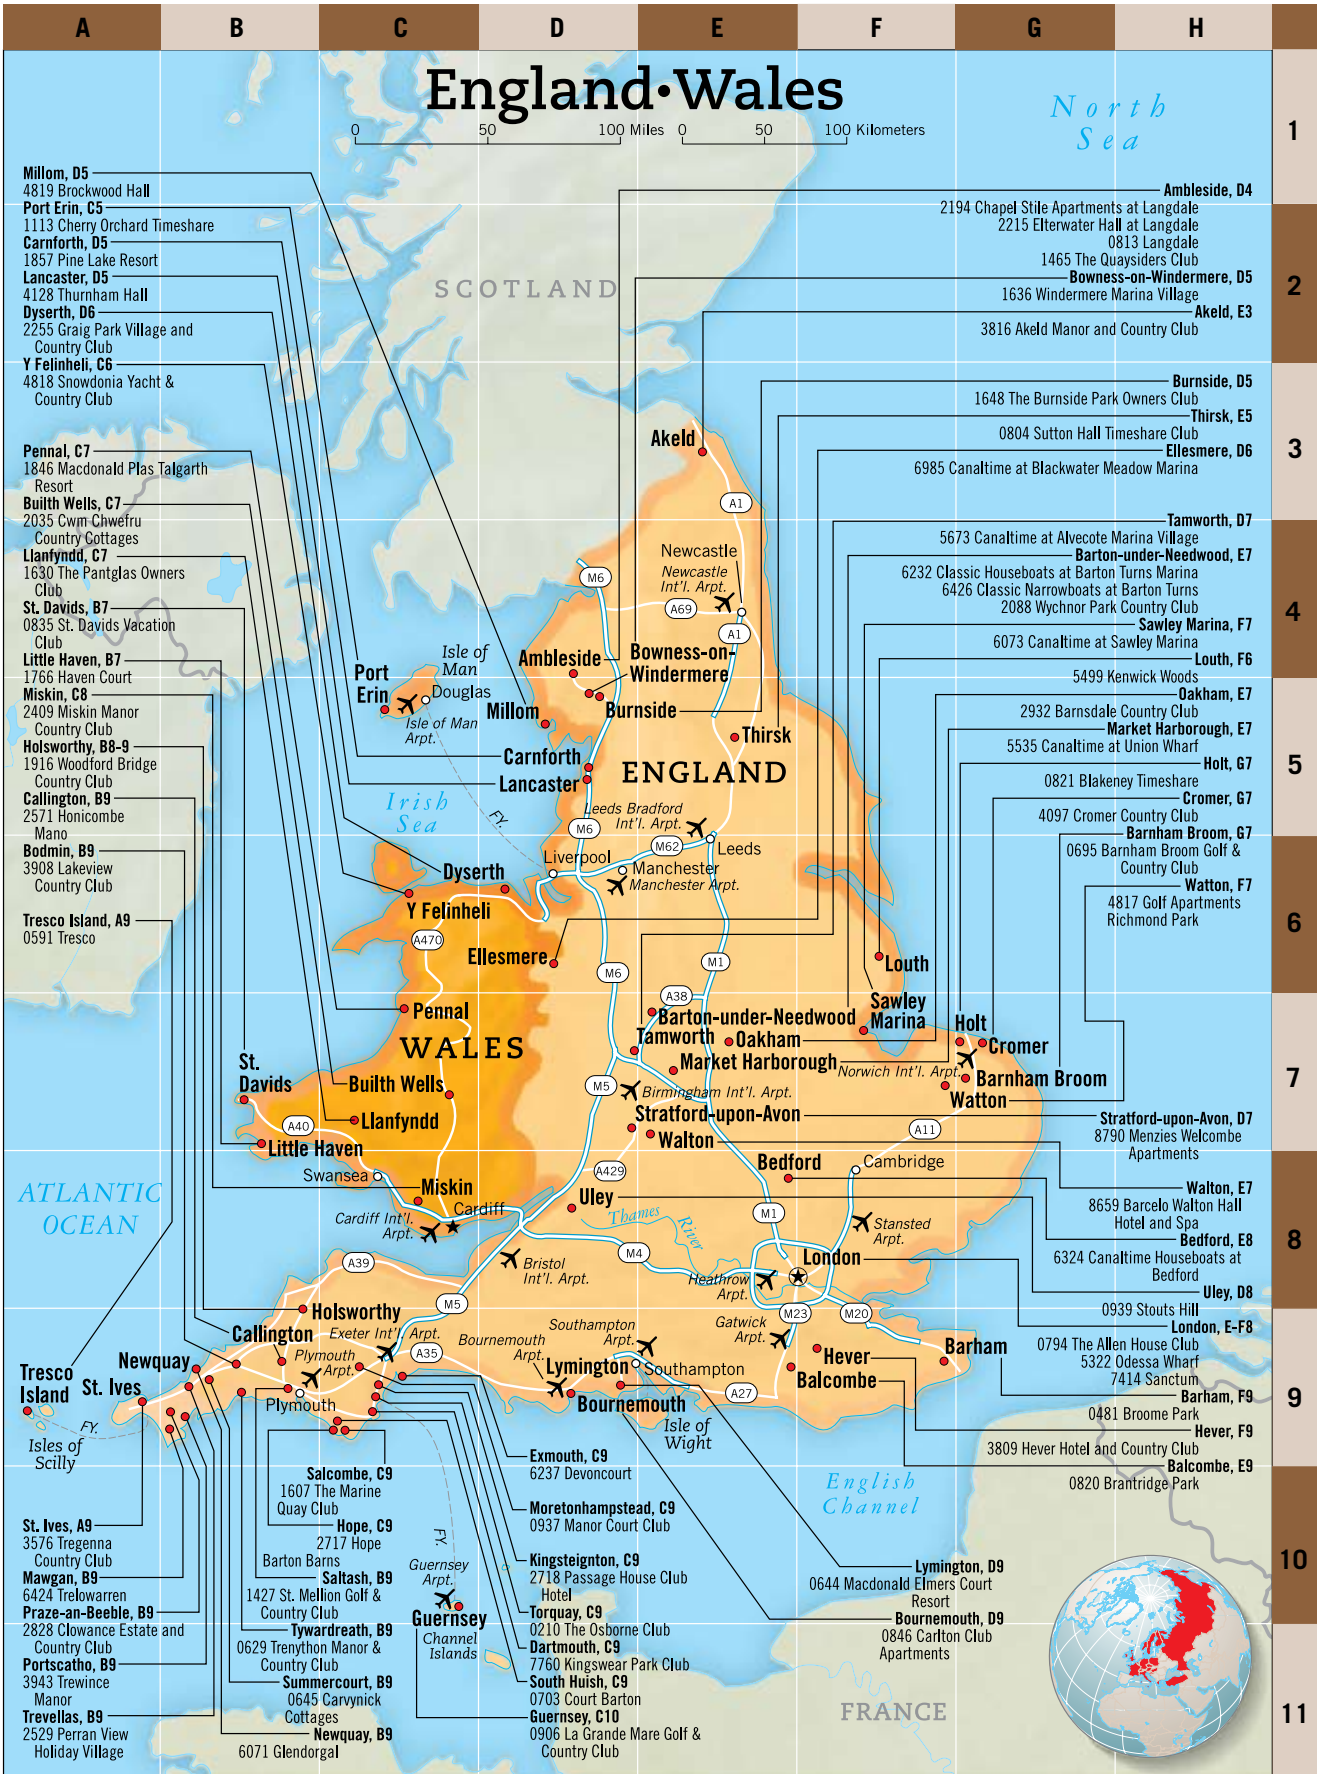 A B C D E F G H
England•Wales
0 50 100 Miles 0 50 100 Kilometers
North
Sea
1
2
3
4
5
6
7
8
9
10
11
Millom, D5
4819 Brockwood Hall
Port Erin, C5
1113 Cherry Orchard Timeshare
Carnforth, D5
1857 Pine Lake Resort
Lancaster, D5
4128 Thurnham Hall
Dyserth, D6
2255 Graig Park Village and
Country Club
Y Felinheli, C6
4818 Snowdonia Yacht &
Country Club
Pennal, C7
1846 Macdonald Plas Talgarth
Resort
Builth Wells, C7
2035 Cwm Chwefru
Country Cottages
Llanfyndd, C7
1630 The Pantglas Owners
Club
St. Davids, B7
0835 St. Davids Vacation
Club
Little Haven, B7
1766 Haven Court
Miskin, C8
2409 Miskin Manor
Country Club
Holsworthy, B8-9
1916 Woodford Bridge
Country Club
Callington, B9
2571 Honicombe
Mano
Bodmin, B9
3908 Lakeview
Country Club
Tresco Island, A9
0591 Tresco
Ambleside, D4
2194 Chapel Stile Apartments at Langdale
2215 Elterwater Hall at Langdale
0813 Langdale
1465 The Quaysiders Club
Bowness-on-Windermere, D5
1636 Windermere Marina Village
Akeld, E3
3816 Akeld Manor and Country Club
Burnside, D5
1648 The Burnside Park Owners Club
Thirsk, E5
0804 Sutton Hall Timeshare Club
Ellesmere, D6
6985 Canaltime at Blackwater Meadow Marina
Tamworth, D7
5673 Canaltime at Alvecote Marina Village
Barton-under-Needwood, E7
6232 Classic Houseboats at Barton Turns Marina
6426 Classic Narrowboats at Barton Turns
2088 Wychnor Park Country Club
Sawley Marina, F7
6073 Canaltime at Sawley Marina
Louth, F6
5499 Kenwick Woods
Oakham, E7
2932 Barnsdale Country Club
Market Harborough, E7
5535 Canaltime at Union Wharf
Holt, G7
0821 Blakeney Timeshare
Cromer, G7
4097 Cromer Country Club
Barnham Broom, G7
0695 Barnham Broom Golf &
Country Club
Watton, F7
4817 Golf Apartments
Richmond Park
Stratford-upon-Avon, D7
8790 Menzies Welcombe
Apartments
Walton, E7
8659 Barcelo Walton Hall
Hotel and Spa
Bedford, E8
6324 Canaltime Houseboats at
Bedford
Uley, D8
0939 Stouts Hill
London, E-F8
0794 The Allen House Club
5322 Odessa Wharf
7414 Sanctum
Barham, F9
0481 Broome Park
Hever, F9
3809 Hever Hotel and Country Club
Balcombe, E9
0820 Brantridge Park
SCOTLAND
Akeld
A1
Newcastle
Newcastle
Int'l. Arpt.
M6
A69
A1
Isle of
Man
Port
Erin
Douglas
Isle of Man
Arpt.
Ambleside
Bowness-on-
Windermere
Millom
Burnside
Thirsk
Carnforth
Lancaster
ENGLAND
Irish
Sea
FY.
Leeds Bradford
Int'l. Arpt.
M6
M62
Leeds
Liverpool
Manchester
Manchester Arpt.
Dyserth
Y Felinheli
A470
Ellesmere
M6
M1
Louth
A38
Pennal
Barton-under-Needwood
Sawley
Marina
Tamworth
Oakham
Holt
Cromer
WALES
Market Harborough
Norwich Int'l. Arpt.
St.
Davids
Builth Wells
M5
Birmingham Int'l. Arpt.
Barnham Broom
Watton
Llanfyndd
A40
Stratford-upon-Avon
A11
Little Haven
Walton
Swansea
A429
Bedford
Cambridge
Miskin
Cardiff
Cardiff Int'l.
Arpt.
Uley
Thames
River
M1
Stansted
Arpt.
ATLANTIC
OCEAN
A39
Bristol
Int'l. Arpt.
M4
London
Heathrow
Arpt.
M5
M23
M20
Holsworthy
Callington
Exeter Int'l. Arpt.
Plymouth
Arpt.
A35
Bournemouth
Arpt.
Southampton
Arpt.
Gatwick
Arpt.
Barham
Newquay
Lymington
Southampton
Hever
Balcombe
Tresco
Island
St. Ives
Plymouth
Bournemouth
A27
FY.
Isles of
Scilly
Isle of
Wight
English
Channel
St. Ives, A9
3576 Tregenna
Country Club
Mawgan, B9
6424 Trelowarren
Praze-an-Beeble, B9
2828 Clowance Estate and
Country Club
Portscatho, B9
3943 Trewince
Manor
Trevellas, B9
2529 Perran View
Holiday Village
Salcombe, C9
1607 The Marine
Quay Club
Hope, C9
2717 Hope
Barton Barns
Saltash, B9
1427 St. Mellion Golf &
Country Club
Tywardreath, B9
0629 Trenython Manor &
Country Club
Summercourt, B9
0645 Carvynick
Cottages
Newquay, B9
6071 Glendorgal
FY.
Guernsey
Arpt.
Guernsey
Channel
Islands
Exmouth, C9
6237 Devoncourt
Moretonhampstead, C9
0937 Manor Court Club
Kingsteignton, C9
2718 Passage House Club
Hotel
Torquay, C9
0210 The Osborne Club
Dartmouth, C9
7760 Kingswear Park Club
South Huish, C9
0703 Court Barton
Guernsey, C10
0906 La Grande Mare Golf &
Country Club
Lymington, D9
0644 Macdonald Elmers Court
Resort
Bournemouth, D9
0846 Carlton Club
Apartments
FRANCE